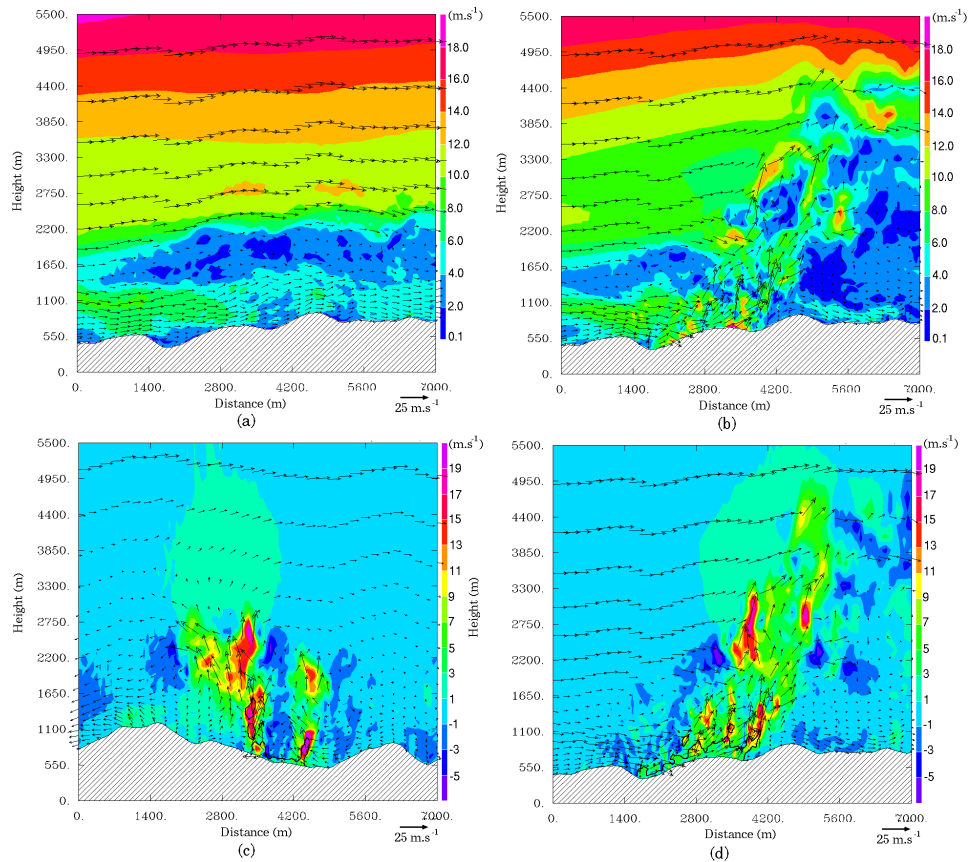 5500. (m.s⁻¹) 5500. (m.s⁻¹)
4950. 18.0 4950. 18.0
16.0 16.0
4400. 4400.
14.0 14.0
3850. 3850.
12.0 12.0
3300. 3300.
10.0 10.0
2750. 2750.
8.0 8.0
2200. 2200.
6.0 6.0
1650. 1650.
4.0 4.0
1100. 1100.
2.0 2.0
550. 0.1 550. 0.1
0. 0.
Height (m) Height (m)
0. 1400. 2800. 4200. 5600. 7000. 0. 1400. 2800. 4200. 5600. 7000.
Distance (m) 25 m.s⁻¹ Distance (m) 25 m.s⁻¹
(a) (b)
5500. (m.s⁻¹) 5500. (m.s⁻¹)
19 19
4950. 4950.
17 17
15 15
4400. 4400.
13 13
3850. 3850.
11 11
3300. 3300.
9 9
2750. 2750.
7 7
2200. 5 2200. 5
3 3
1650. 1650.
1 1
1100. -1 1100. -1
-3 -3
550. -5 550. -5
0. 0.
Height (m) Height (m)
0. 1400. 2800. 4200. 5600. 7000. 0. 1400. 2800. 4200. 5600. 7000.
Distance (m) 25 m.s⁻¹ Distance (m) 25 m.s⁻¹
(c) (d)